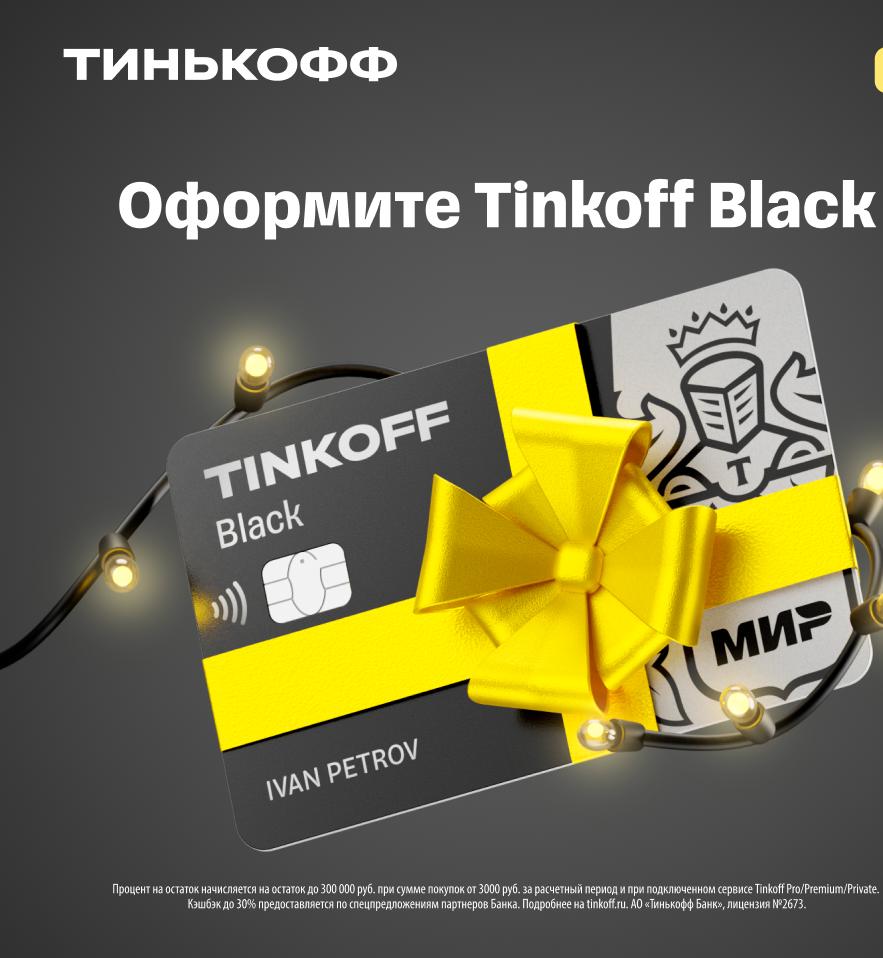 ТИНЬКОФФ
Оформите Tinkoff Black
TINKOFF
Black
T
МИР
IVAN PETROV
Процент на остаток начисляется на остаток до 300 000 руб. при сумме покупок от 3000 руб. за расчетный период и при подключенном сервисе Tinkoff Pro/Premium/Private.
Кэшбэк до 30% предоставляется по спецпредложениям партнеров Банка. Подробнее на tinkoff.ru. АО «Тинькофф Банк», лицензия №2673.